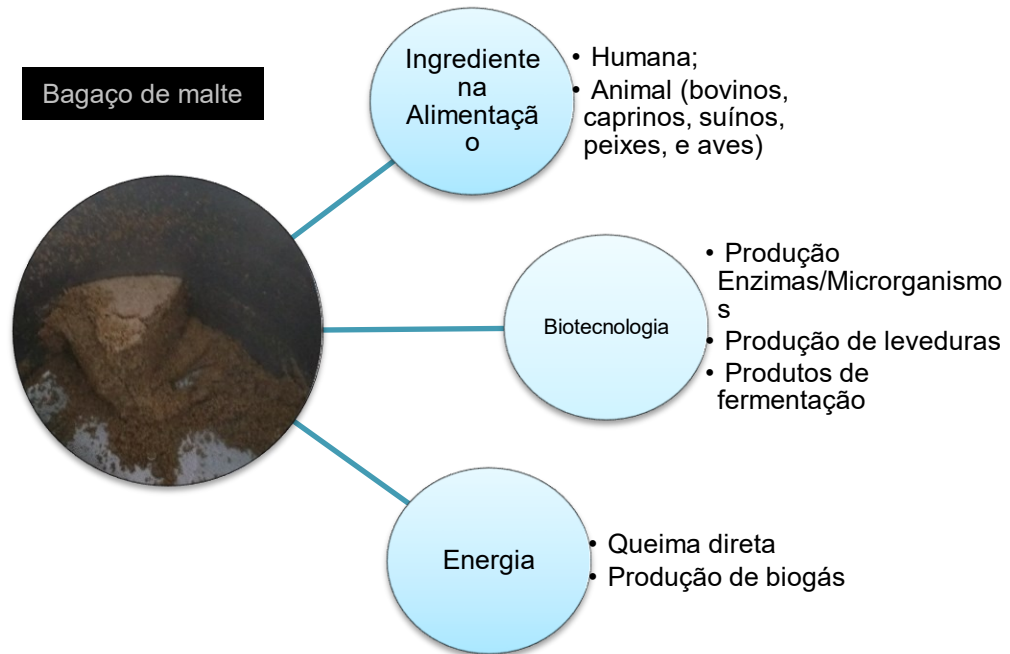 Bagaço de malte
Ingrediente
na
Alimentaçã
o
• Humana;
• Animal (bovinos,
caprinos, suínos,
peixes, e aves)
Biotecnologia
• Produção
Enzimas/Microrganismo
s
• Produção de leveduras
• Produtos de
fermentação
Energia
• Queima direta
• Produção de biogás